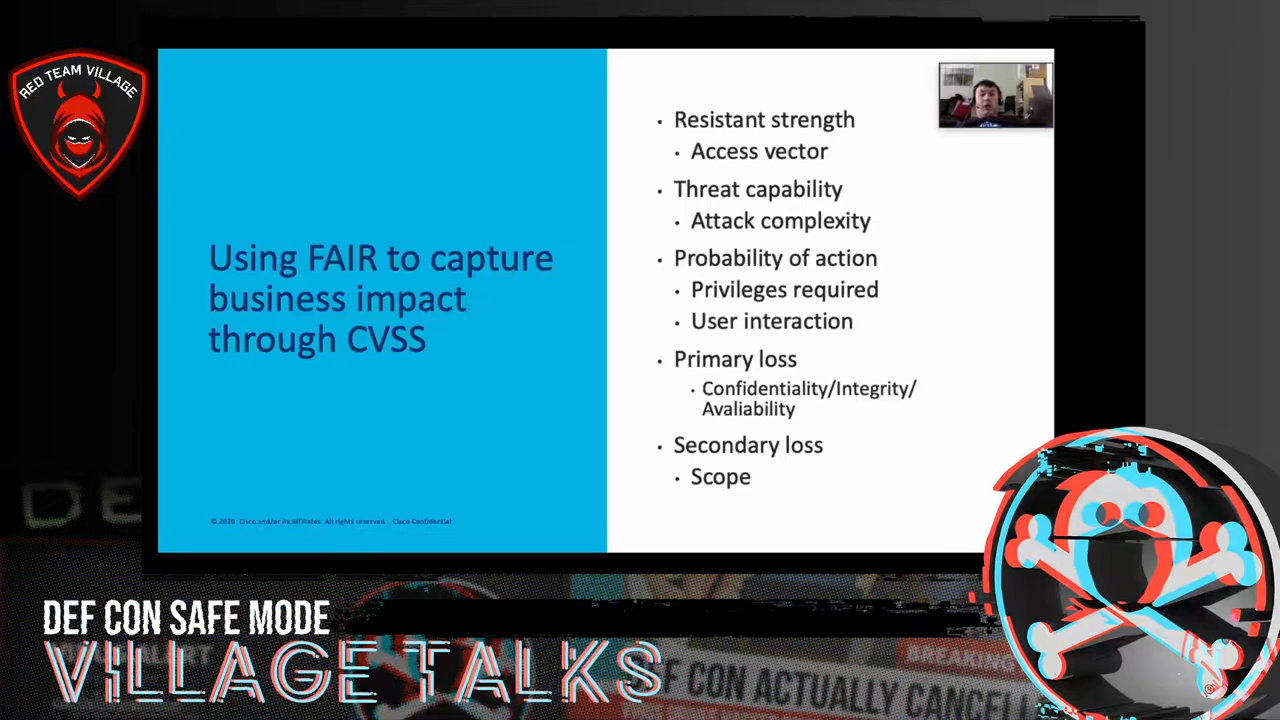 RED TEAM VILLAGE
Using FAIR to capture
business impact
through CVSS
© 2020 Cisco and/or its affiliates. All rights reserved. Cisco Confidential
• Resistant strength
• Access vector
• Threat capability
• Attack complexity
• Probability of action
• Privileges required
• User interaction
• Primary loss
• Confidentiality/Integrity/
Avaliability
• Secondary loss
• Scope
DEF CON SAFE MODE
VILLAGE TALKS
BREAKIN
DEF CON ACTUALLY CANCEL